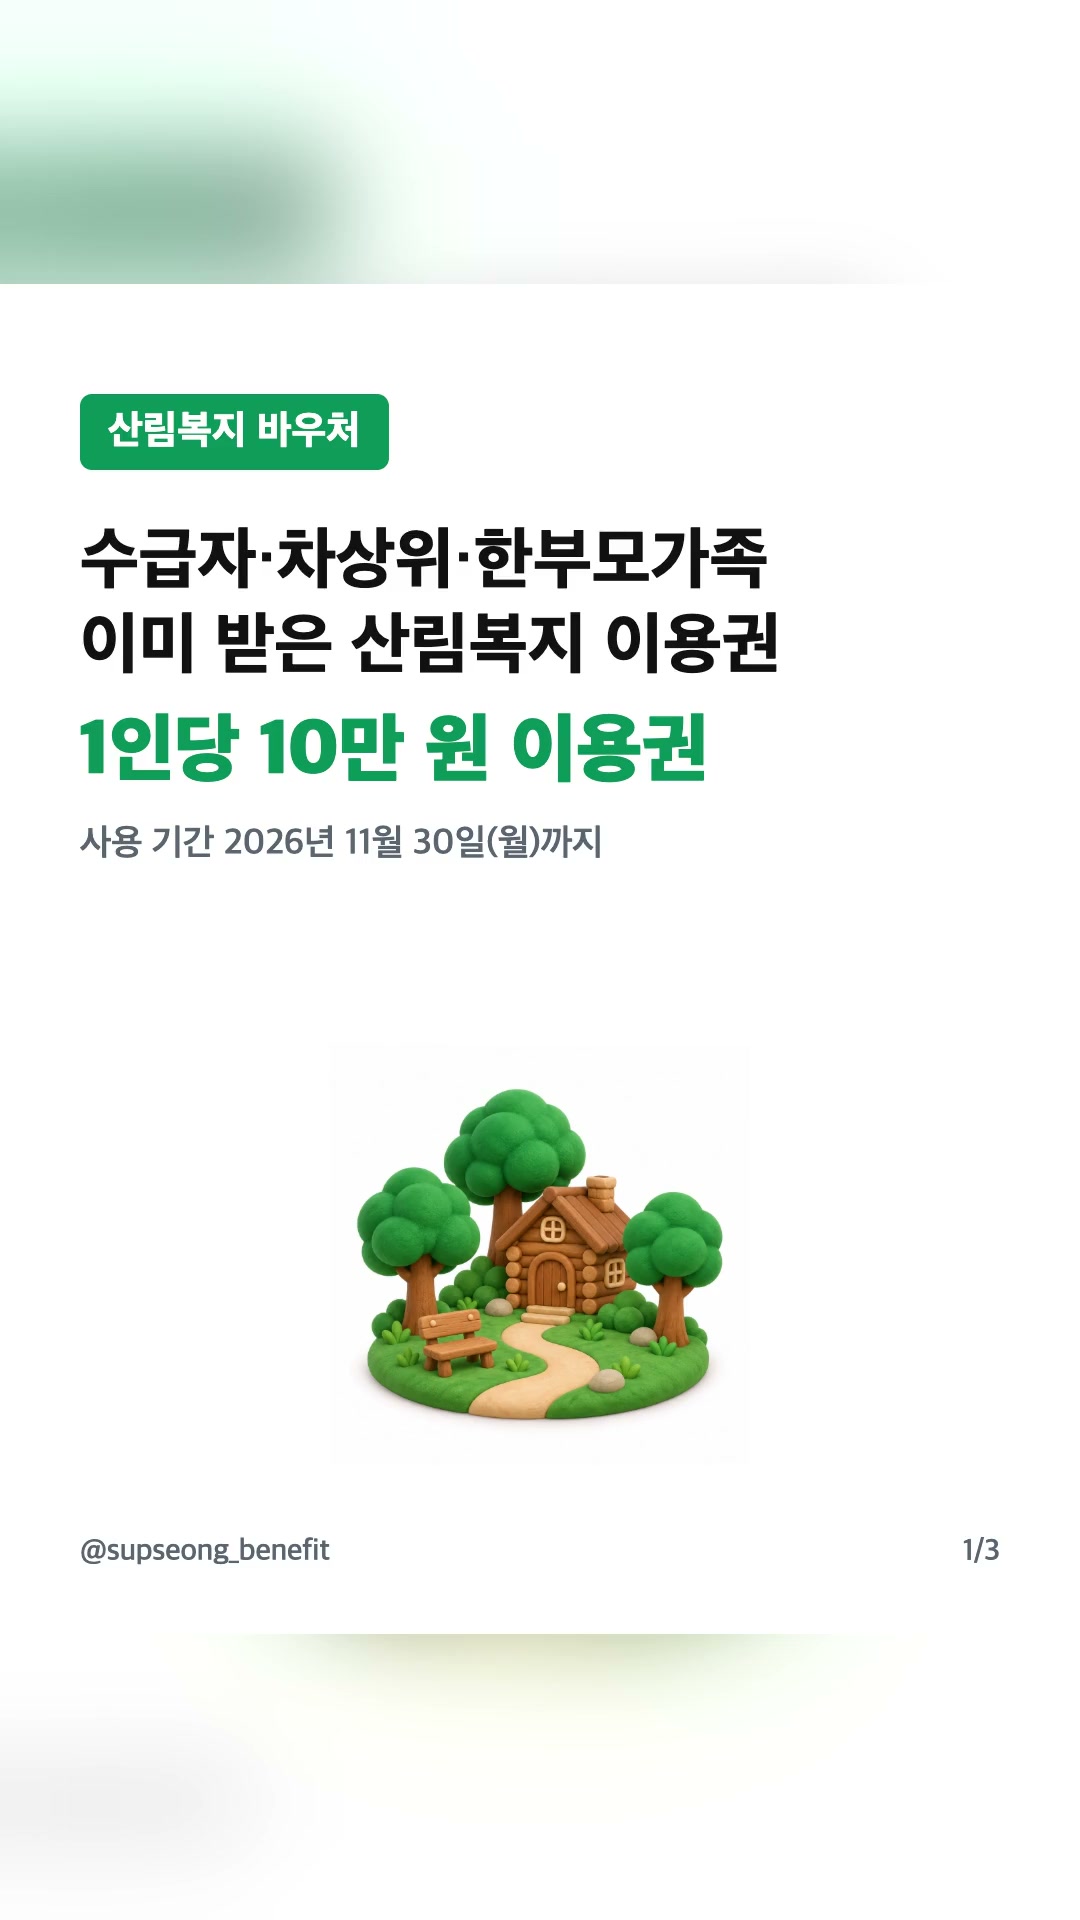 산림복지 바우처
수급자·차상위·한부모가족
이미 받은 산림복지 이용권
1인당 10만 원 이용권
사용 기간 2026년 11월 30일(월)까지
@supseong_benefit
1/3